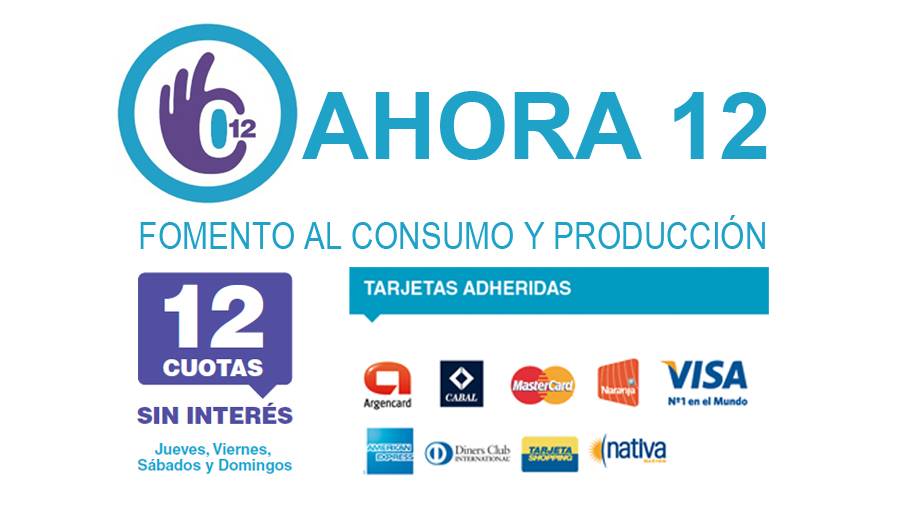 12
AHORA 12
FOMENTO AL CONSUMO Y PRODUCCIÓN
12
CUOTAS
SIN INTERÉS
Jueves, Viernes,
Sábados y Domingos
TARJETAS ADHERIDAS
Argencard
CABAL
MasterCard
Naranja
VISA
Nº1 en el Mundo
AMERICAN
EXPRESS
Diners Club
INTERNATIONAL
TARJETA
SHOPPING
nativa